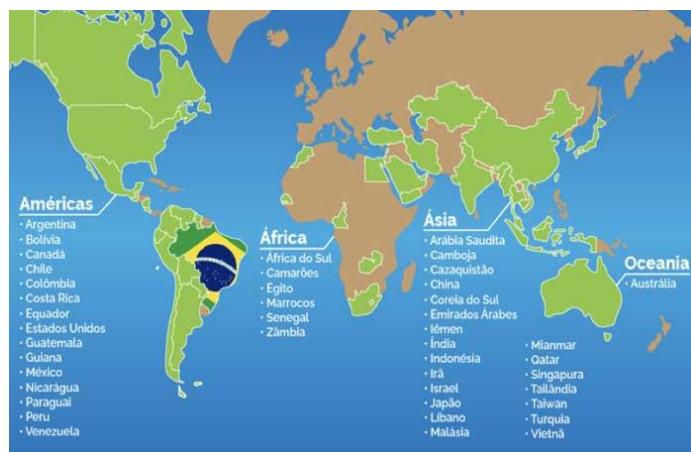 Américas
• Argentina
• Bolívia
• Canadá
• Chile
• Colômbia
• Costa Rica
• Equador
• Estados Unidos
• Guatemala
• Guiana
• México
• Nicarágua
• Paraguai
• Peru
• Venezuela
África
• África do Sul
• Camarões
• Egito
• Marrocos
• Senegal
• Zâmbia
Ásia
• Arábia Saudita
• Camboja
• Cazaquistão
• China
• Coreia do Sul
• Emirados Árabes
• Iêmen
• Índia
• Indonésia
• Irã
• Israel
• Japão
• Líbano
• Malásia
• Mianmar
• Qatar
• Singapura
• Tailândia
• Taiwan
• Turquia
• Vietnã
Oceania
• Austrália